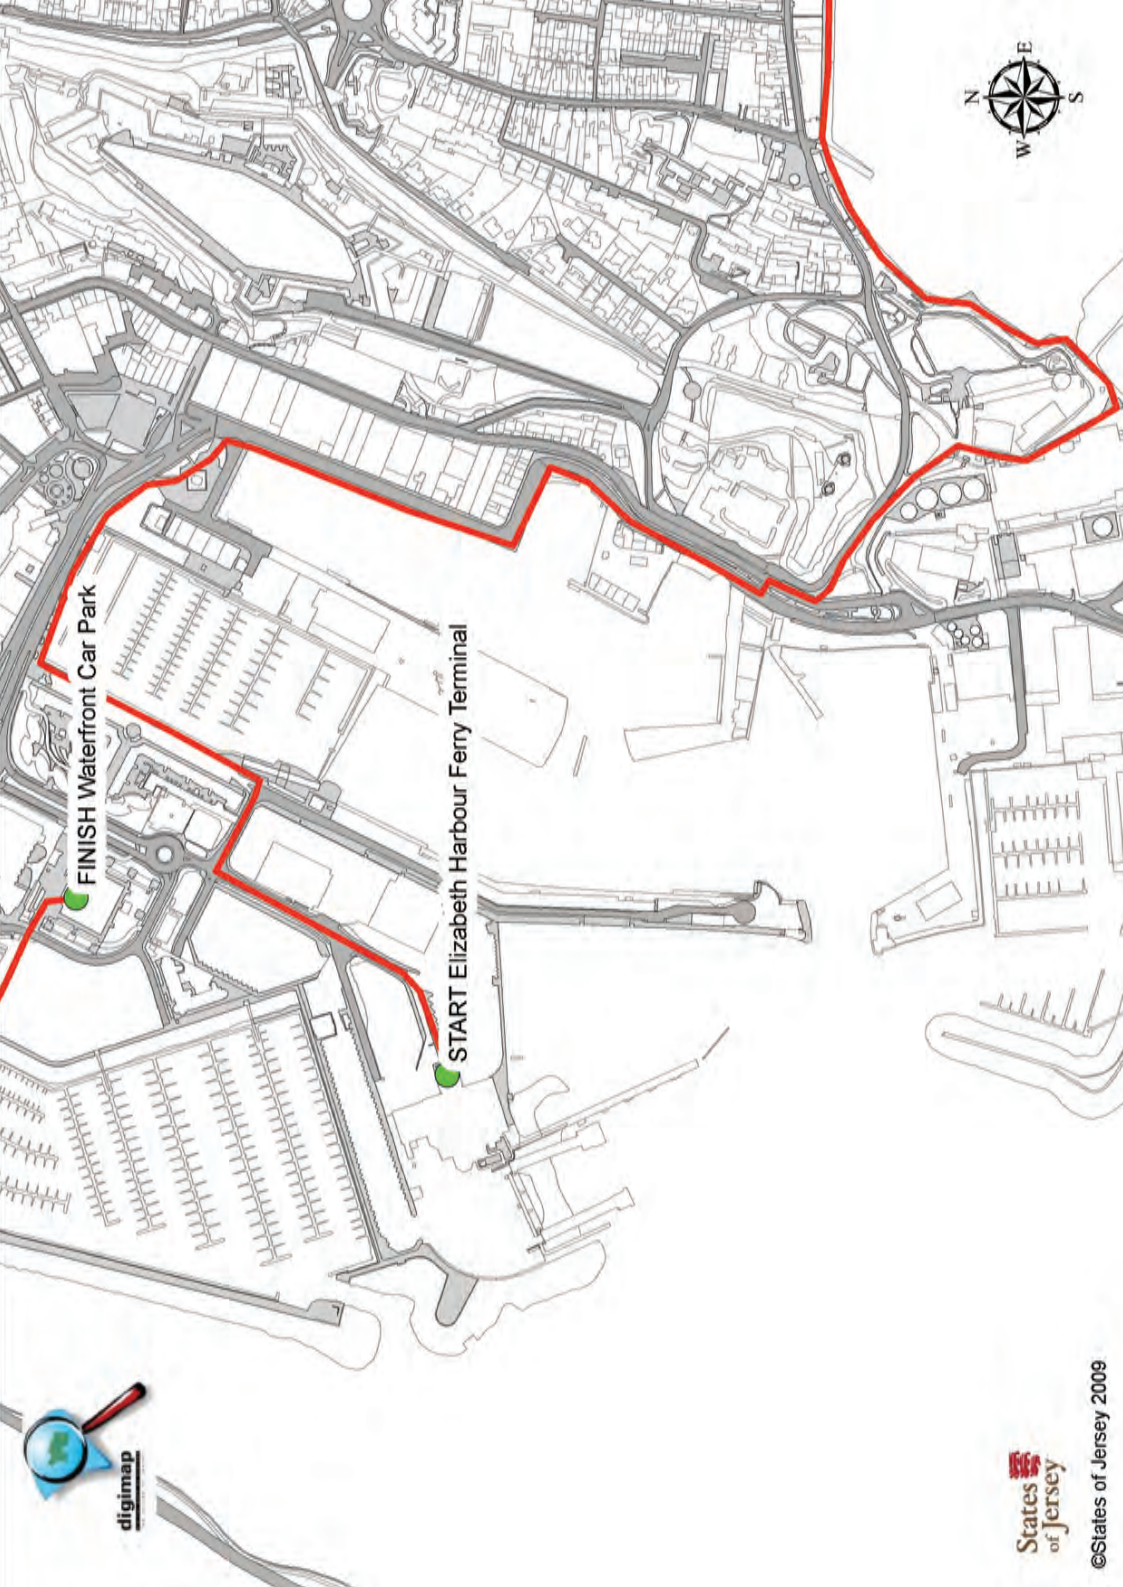 FINISH Waterfront Car Park
START Elizabeth Harbour Ferry Terminal
N
E
S
W
digimap
States
of Jersey
©States of Jersey 2009